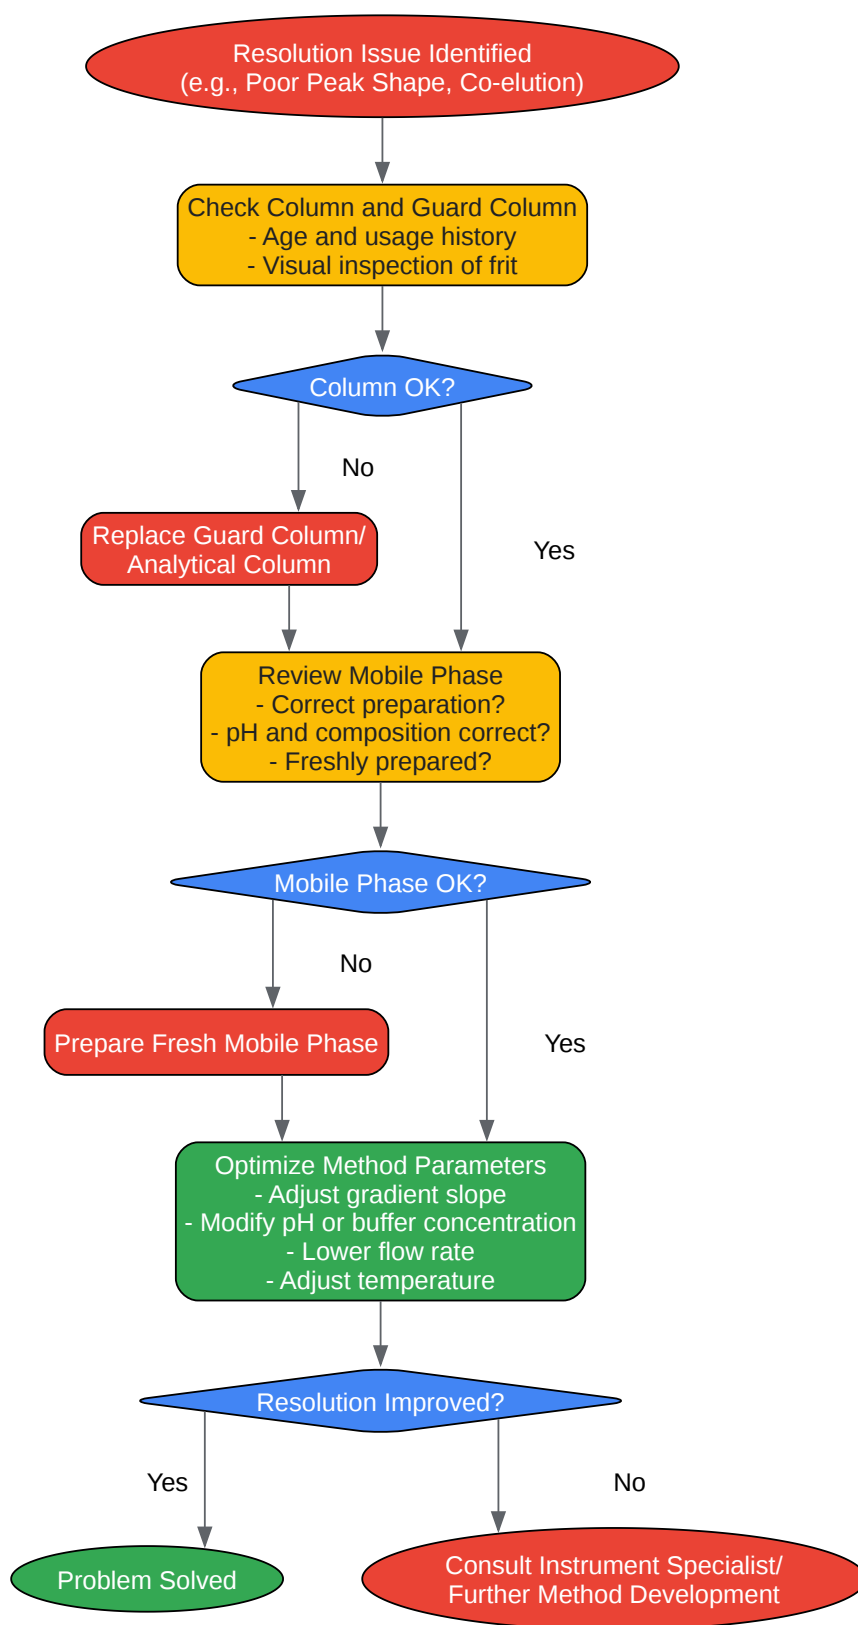 Resolution Issue Identified
(e.g., Poor Peak Shape, Co-elution)
Check Column and Guard Column
- Age and usage history
- Visual inspection of frit
Column OK?
No
Replace Guard Column/
Analytical Column
Yes
Review Mobile Phase
- Correct preparation?
- pH and composition correct?
- Freshly prepared?
Mobile Phase OK?
No
Prepare Fresh Mobile Phase
Yes
Optimize Method Parameters
- Adjust gradient slope
- Modify pH or buffer concentration
- Lower flow rate
- Adjust temperature
Resolution Improved?
Yes
No
Problem Solved
Consult Instrument Specialist/
Further Method Development